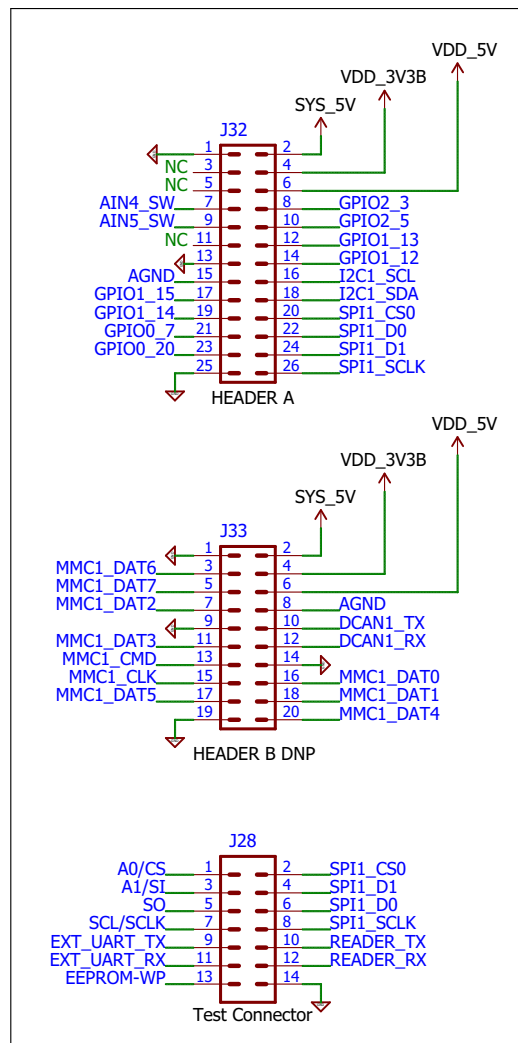 VDD_5V
VDD_3V3B
SYS_5V
J32
1 2
NC 3 4
NC 5 6
AIN4_SW 7 8 GPIO2_3
AIN5_SW 9 10 GPIO2_5
NC 11 12 GPIO1_13
13 14 GPIO1_12
AGND 15 16 I2C1_SCL
GPIO1_15 17 18 I2C1_SDA
GPIO1_14 19 20 SPI1_CS0
GPIO0_7 21 22 SPI1_D0
GPIO0_20 23 24 SPI1_D1
25 26 SPI1_SCLK
HEADER A
VDD_5V
VDD_3V3B
SYS_5V
J33
1 2
MMC1_DAT6 3 4
MMC1_DAT7 5 6
MMC1_DAT2 7 8 AGND
9 10 DCAN1_TX
MMC1_DAT3 11 12 DCAN1_RX
MMC1_CMD 13 14
MMC1_CLK 15 16 MMC1_DAT0
MMC1_DAT5 17 18 MMC1_DAT1
19 20 MMC1_DAT4
HEADER B DNP
J28
A0/CS 1 2 SPI1_CS0
A1/SI 3 4 SPI1_D1
SO 5 6 SPI1_D0
SCL/SCLK 7 8 SPI1_SCLK
EXT_UART_TX 9 10 READER_TX
EXT_UART_RX 11 12 READER_RX
EEPROM-WP 13 14
Test Connector